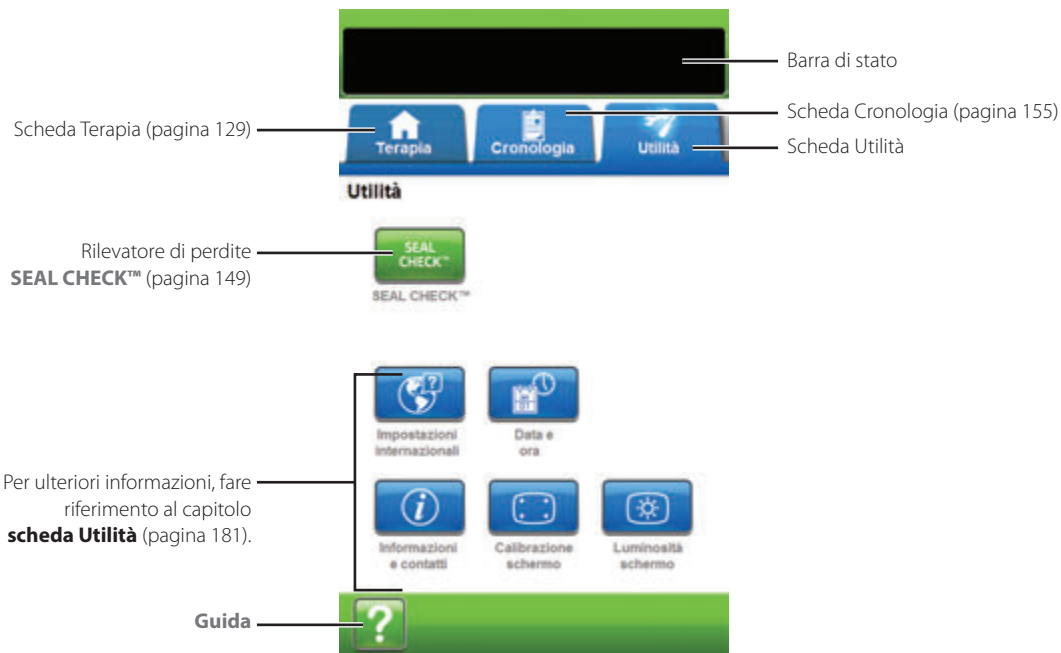 Barra di stato
Scheda Terapia (pagina 129)
Terapia
Cronologia
Utilità
Scheda Cronologia (pagina 155)
Scheda Utilità
Utilità
Rilevatore di perdite
SEAL CHECK™ (pagina 149)
SEAL
CHECK™
SEAL CHECK™
Impostazioni
internazionali
Data e
ora
Per ulteriori informazioni, fare
riferimento al capitolo
scheda Utilità (pagina 181).
Informazioni
e contatti
Calibrazione
schermo
Luminosità
schermo
Guida
?